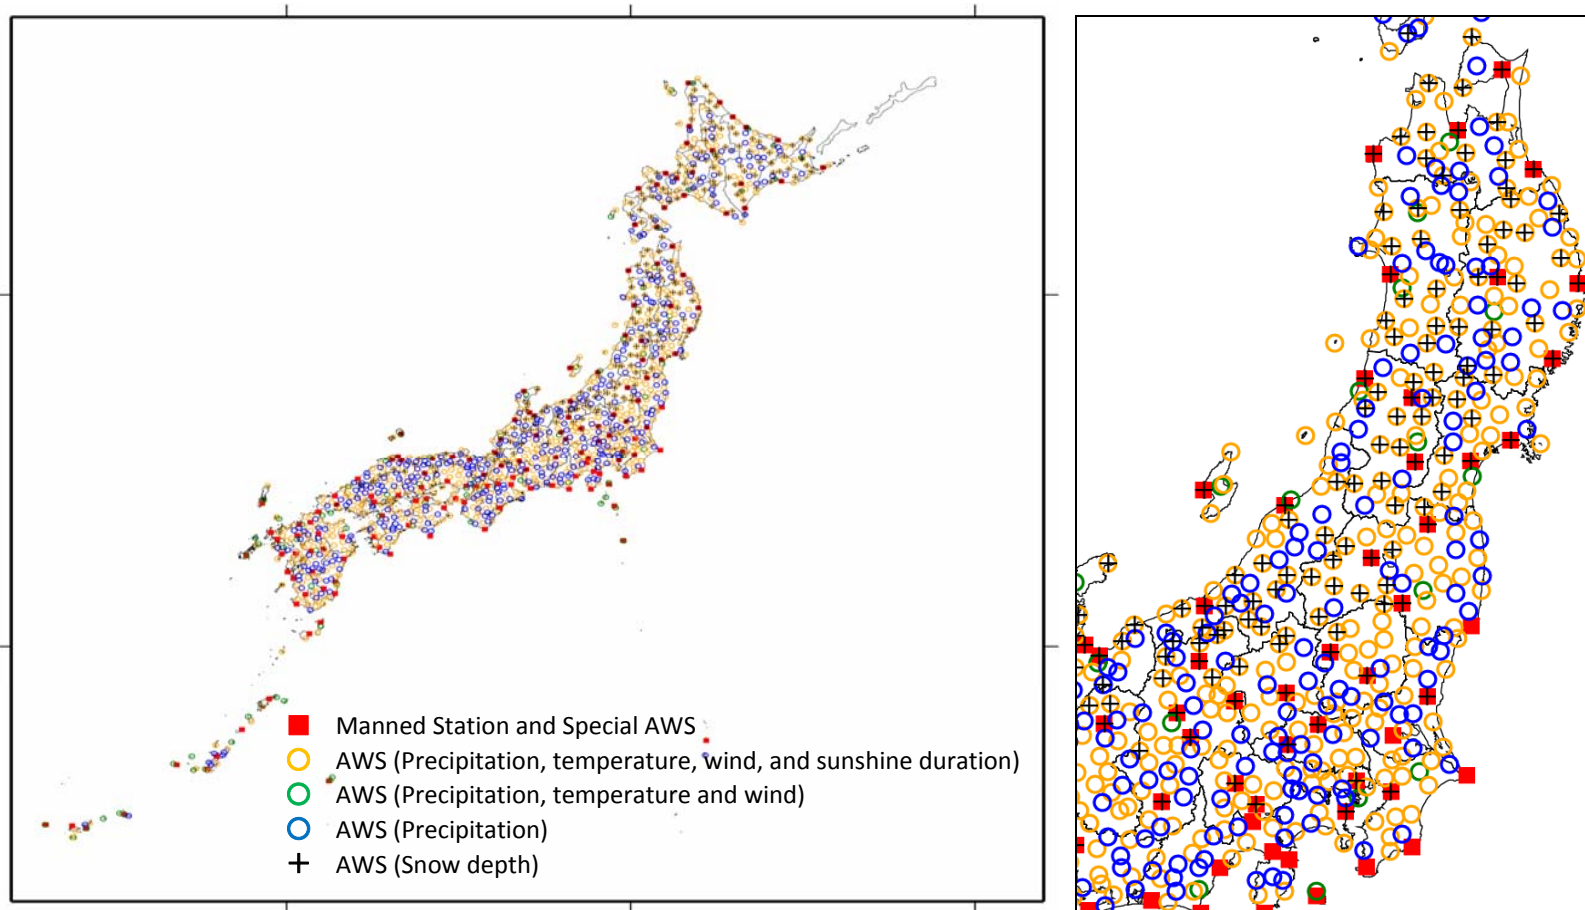 Manned Station and Special AWS
AWS (Precipitation, temperature, wind, and sunshine duration)
AWS (Precipitation, temperature and wind)
AWS (Precipitation)
AWS (Snow depth)